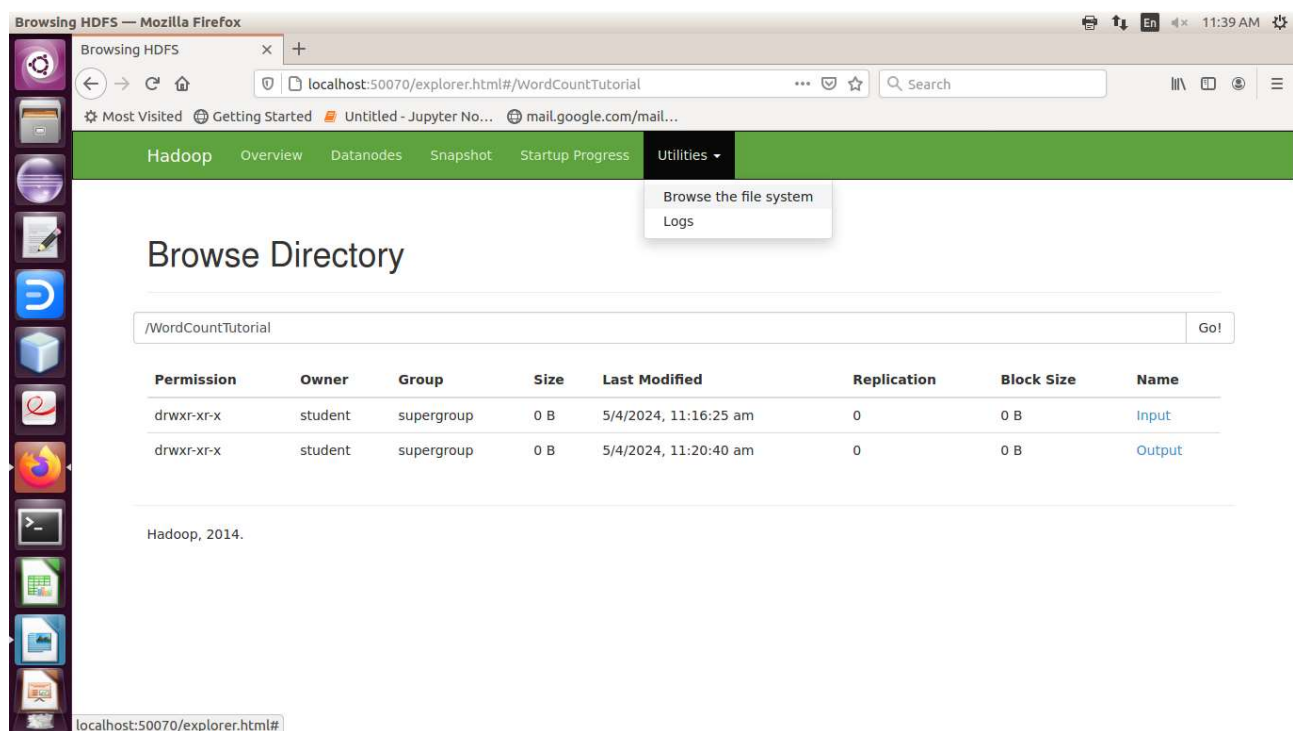 Browsing HDFS — Mozilla Firefox En 11:39 AM
Browsing HDFS
localhost:50070/explorer.html#/WordCountTutorial Search
Most Visited Getting Started Untitled - Jupyter No... mail.google.com/mail...
Hadoop Overview Datanodes Snapshot Startup Progress Utilities
Browse the file system
Logs
Browse Directory
/WordCountTutorial Go!
Permission Owner Group Size Last Modified Replication Block Size Name
drwxr-xr-x student supergroup 0 B 5/4/2024, 11:16:25 am 0 0 B Input
drwxr-xr-x student supergroup 0 B 5/4/2024, 11:20:40 am 0 0 B Output
Hadoop, 2014.
localhost:50070/explorer.html#